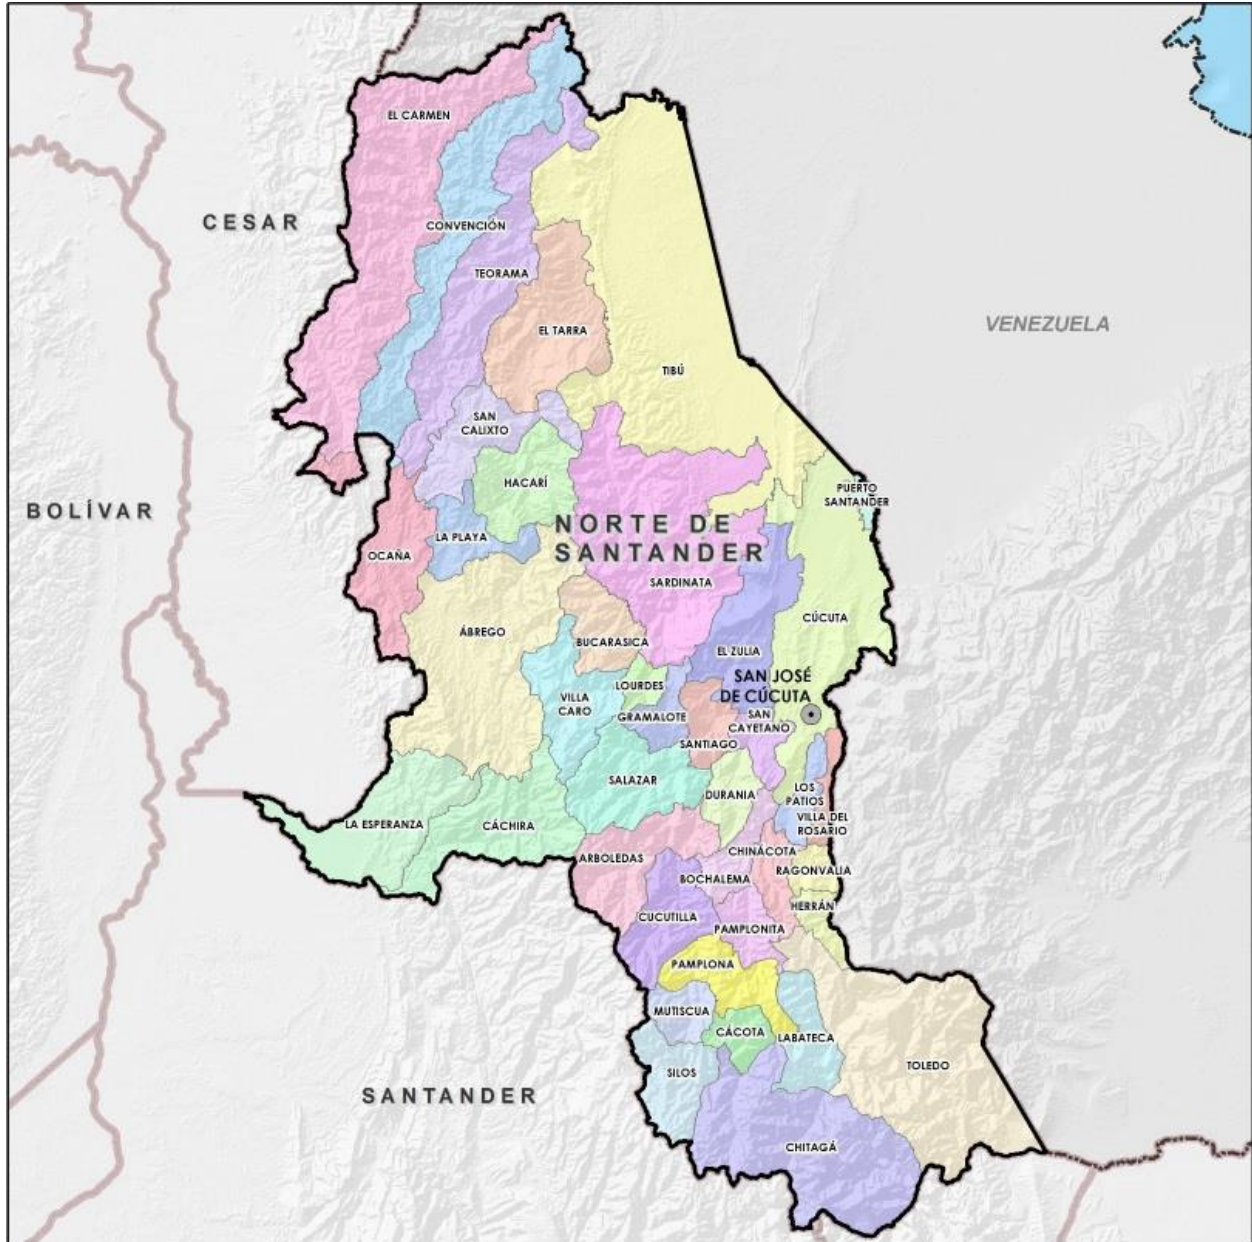 EL CARMEN
CESAR
CONVENCIÓN
TEORAMA
VENEZUELA
EL TARRA
TIBÚ
SAN
CALIXTO
HACARÍ
PUERTO
SANTANDER
BOLÍVAR
NORTE DE
SANTANDER
LA PLAYA
OCAÑA
SARDINATA
CÚCUTA
ÁBREGO
BUCARASICA
EL ZULIA
SAN JOSÉ
DE CÚCUTA
LOURDES
VILLA
CARO
GRAMALOTE
SAN
CAYETANO
SANTIAGO
SALAZAR
DURANIA
LOS
PATIOS
VILLA DEL
ROSARIO
LA ESPERANZA
CÁCHIRA
ARBOLEDAS
CHINÁCOTA
RAGONVALIA
BOCHALEMA
HERRÁN
CUCUTILLA
PAMPLONITA
PAMPLONA
MUTISCUA
CÁCOTA
LABATECA
SILOS
TOLEDO
SANTANDER
CHITAGÁ